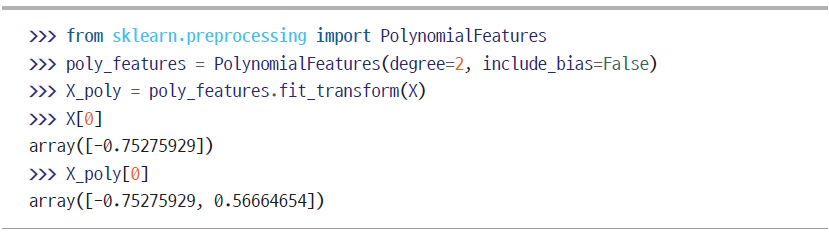 >>> from sklearn.preprocessing import PolynomialFeatures
>>> poly_features = PolynomialFeatures(degree=2, include_bias=False)
>>> X_poly = poly_features.fit_transform(X)
>>> X[0]
array([-0.75275929])
>>> X_poly[0]
array([-0.75275929, 0.56664654])